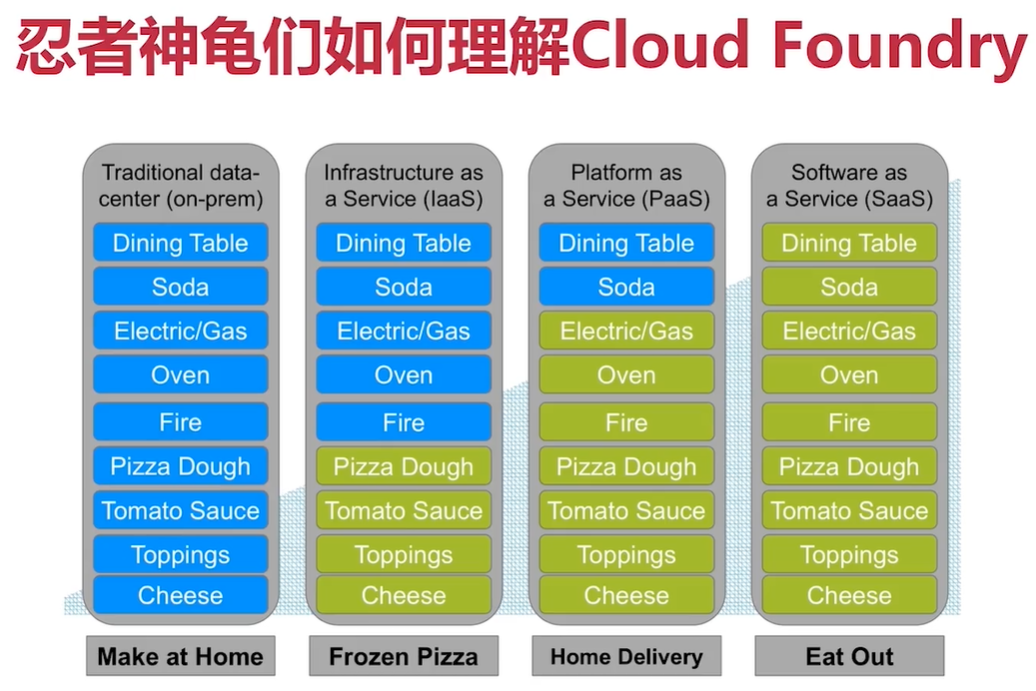 忍者神龟们如何理解Cloud Foundry
Traditional data-
center (on-prem)
Dining Table
Soda
Electric/Gas
Oven
Fire
Pizza Dough
Tomato Sauce
Toppings
Cheese
Make at Home
Infrastructure as
a Service (IaaS)
Dining Table
Soda
Electric/Gas
Oven
Fire
Pizza Dough
Tomato Sauce
Toppings
Cheese
Frozen Pizza
Platform as
a Service (PaaS)
Dining Table
Soda
Electric/Gas
Oven
Fire
Pizza Dough
Tomato Sauce
Toppings
Cheese
Home Delivery
Software as
a Service (SaaS)
Dining Table
Soda
Electric/Gas
Oven
Fire
Pizza Dough
Tomato Sauce
Toppings
Cheese
Eat Out